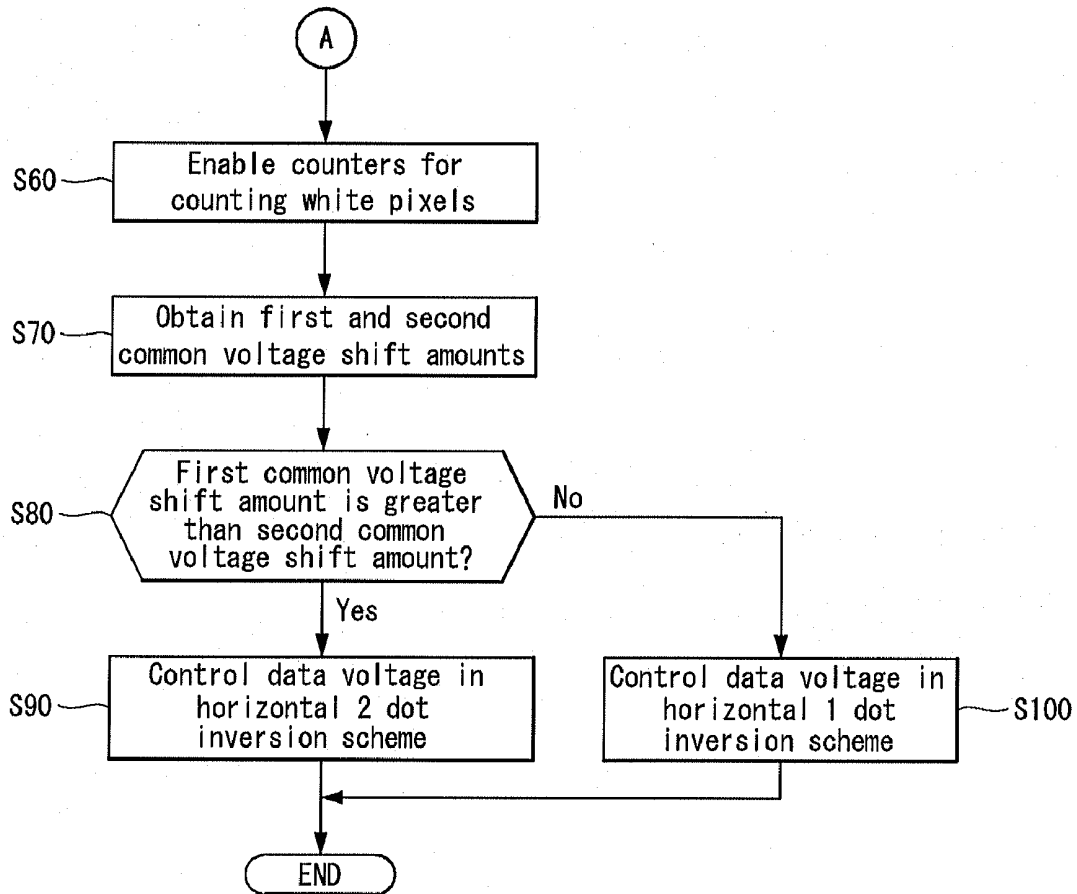 A
S60
Enable counters for
counting white pixels
S70
Obtain first and second
common voltage shift amounts
S80
First common voltage
shift amount is greater
than second common
voltage shift amount?
No
Yes
S90
Control data voltage in
horizontal 2 dot
inversion scheme
Control data voltage in
horizontal 1 dot
inversion scheme
S100
END